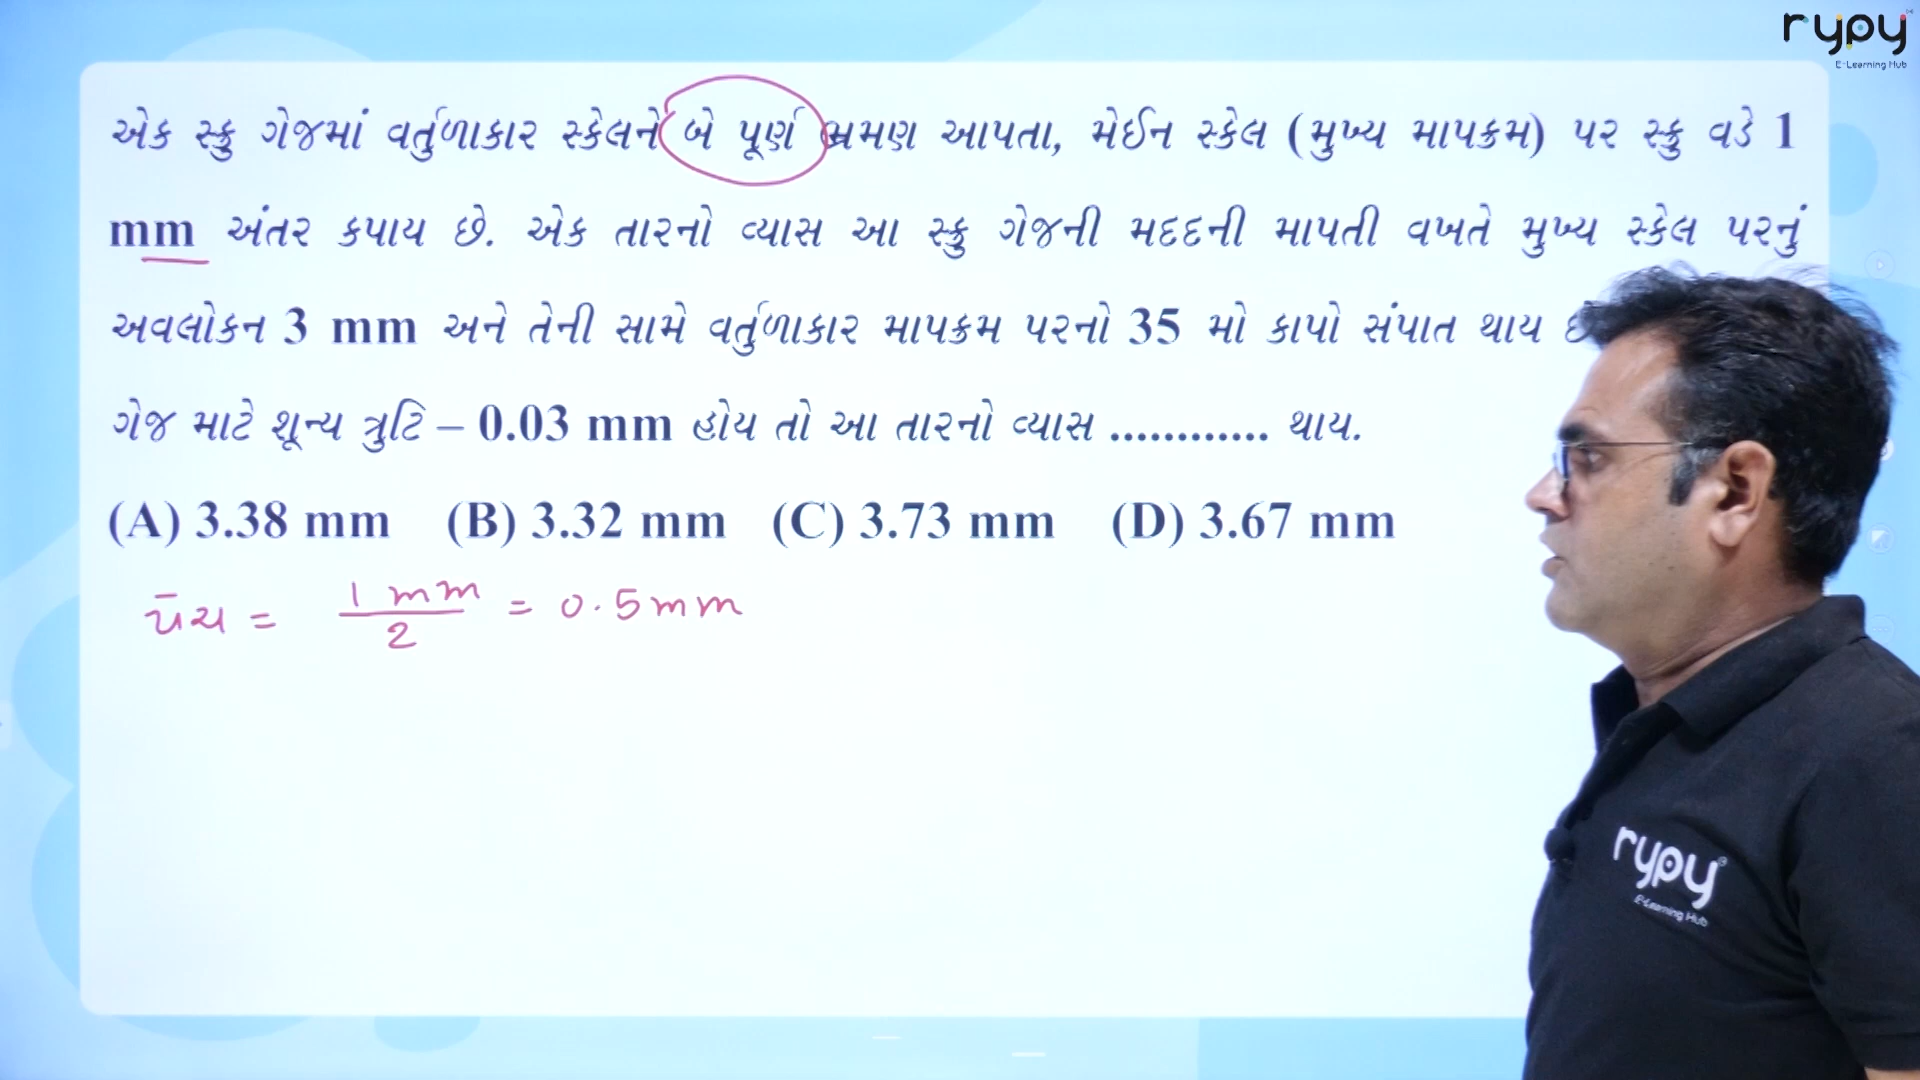 rypy
E-Learning Hub
એક સ્ક્રુ ગેજમાં વર્તુળાકાર સ્કેલને બે પૂર્ણ ભ્રમણ આપતા, મેઈન સ્કેલ (મુખ્ય માપક્રમ) પર સ્ક્રુ વડે 1
mm અંતર કપાય છે. એક તારનો વ્યાસ આ સ્ક્રુ ગેજની મદદની માપતી વખતે મુખ્ય સ્કેલ પરનું
અવલોકન 3 mm અને તેની સામે વર્તુળાકાર માપક્રમ પરનો 35 મો કાપો સંપાત થાય
ગેજ માટે શૂન્ય ત્રુટિ – 0.03 mm હોય તો આ તારનો વ્યાસ ............ થાય.
(A) 3.38 mm (B) 3.32 mm (C) 3.73 mm (D) 3.67 mm
પેચ = 1 mm / 2 = 0.5 mm
rypy
E-Learning Hub